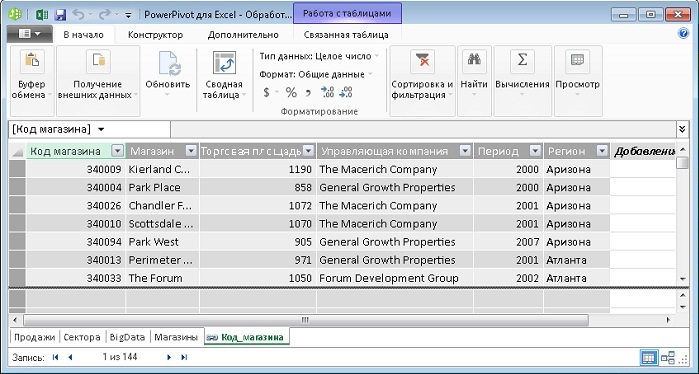 PowerPivot для Excel - Обработ...
Работа с таблицами
В начало Конструктор Дополнительно Связанная таблица
Буфер обмена
Получение внешних данных
Обновить
Сводная таблица
Тип данных: Целое число
Формат: Общие данные
$ % , ,00 ,0
Форматирование
Сортировка и фильтрация
Найти
Вычисления
Просмотр
[Код магазина]
Код магазина Магазин Торговая площадь Управляющая компания Период Регион Добавление
340009 Kierland C... 1190 The Macerich Company 2000 Аризона
340004 Park Place 858 General Growth Properties 2000 Аризона
340026 Chandler F... 1072 The Macerich Company 2001 Аризона
340010 Scottsdale ... 1070 The Macerich Company 2001 Аризона
340094 Park West 905 General Growth Properties 2007 Аризона
340013 Perimeter ... 971 General Growth Properties 2001 Атланта
340033 The Forum 1050 Forum Development Group 2002 Атланта
Продажи Сектора BigData Магазины Код_магазина
Запись: 1 из 144